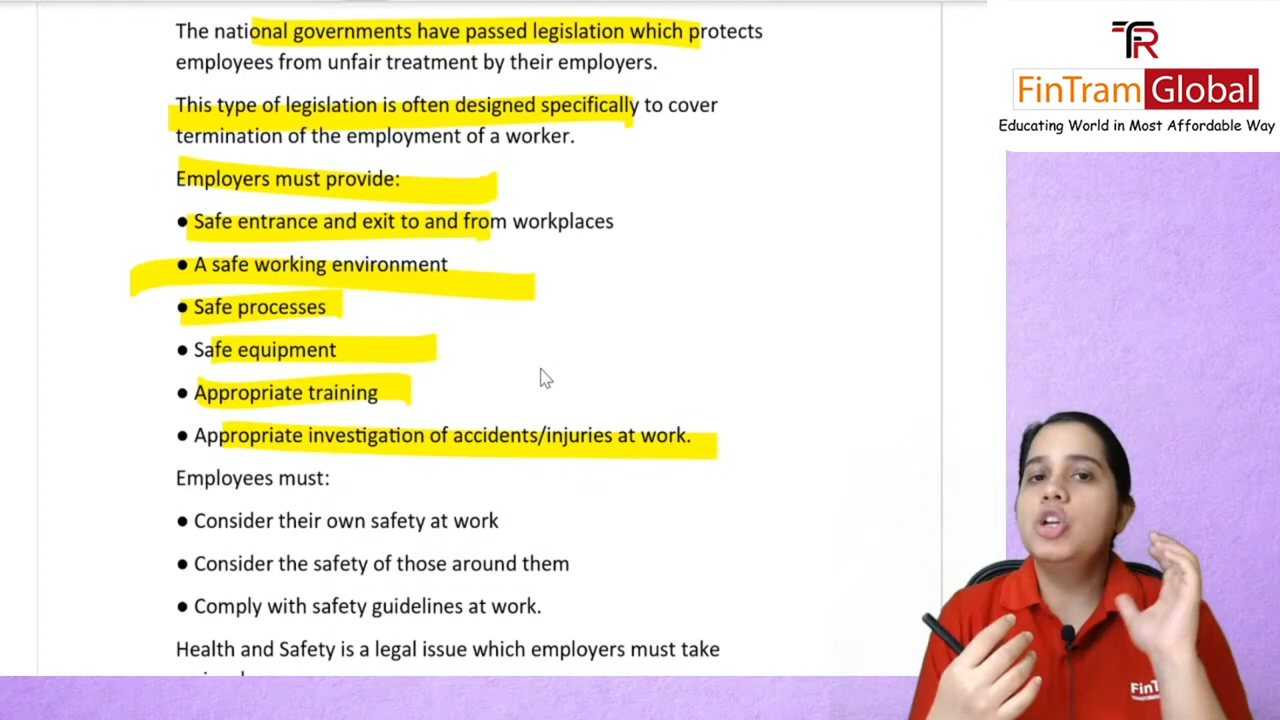 The national governments have passed legislation which protects
employees from unfair treatment by their employers.
This type of legislation is often designed specifically to cover
termination of the employment of a worker.
Employers must provide:
● Safe entrance and exit to and from workplaces
● A safe working environment
● Safe processes
● Safe equipment
● Appropriate training
● Appropriate investigation of accidents/injuries at work.
Employees must:
● Consider their own safety at work
● Consider the safety of those around them
● Comply with safety guidelines at work.
Health and Safety is a legal issue which employers must take
FinTram Global
Educating World in Most Affordable Way
FinT